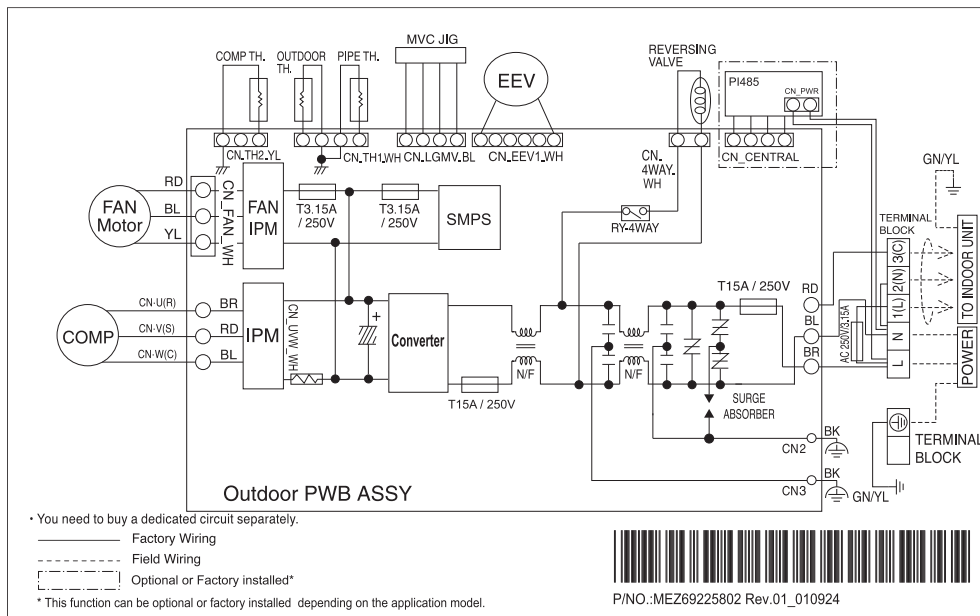 MVC JIG
COMP TH.
OUTDOOR
TH.
PIPE TH.
EEV
REVERSING
VALVE
PI485
CN_PWR
CN_TH2_YL
CN_TH1_WH
CN_LGMV_BL
CN_EEV1_WH
CN_
4WAY_
WH
CN_CENTRAL
GN/YL
FAN
Motor
RD
BL
YL
CN_FAN_WH
FAN
IPM
T3.15A
/ 250V
T3.15A
/ 250V
SMPS
RY-4WAY
TERMINAL
BLOCK
3(C)
2(N)
1(L)
N
L
TO INDOOR UNIT
POWER
AC 250V/3.15A
RD
BL
BR
T15A / 250V
COMP
CN-U(R)
CN-V(S)
CN-W(C)
BR
RD
BL
IPM
CN_UVW_WH
+
Converter
N/F
N/F
T15A / 250V
SURGE
ABSORBER
CN2
BK
CN3
BK
GN/YL
TERMINAL
BLOCK
Outdoor PWB ASSY
• You need to buy a dedicated circuit separately.
Factory Wiring
Field Wiring
Optional or Factory installed*
* This function can be optional or factory installed depending on the application model.
P/NO.:MEZ69225802 Rev.01_010924